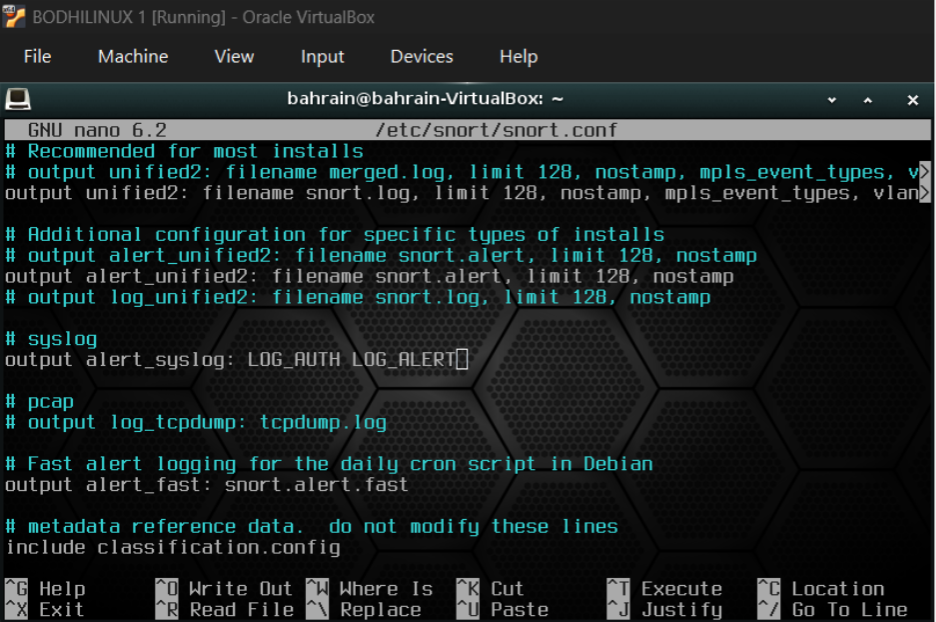 BODHILINUX 1 [Running] - Oracle VirtualBox
File Machine View Input Devices Help
bahrain@bahrain-VirtualBox: ~
GNU nano 6.2 /etc/snort/snort.conf
# Recommended for most installs
# output unified2: filename merged.log, limit 128, nostamp, mpls_event_types, v>
output unified2: filename snort.log, limit 128, nostamp, mpls_event_types, vlan>
# Additional configuration for specific types of installs
# output alert_unified2: filename snort.alert, limit 128, nostamp
output alert_unified2: filename snort.alert, limit 128, nostamp
# output log_unified2: filename snort.log, limit 128, nostamp
# syslog
output alert_syslog: LOG_AUTH LOG_ALERT
# pcap
# output log_tcpdump: tcpdump.log
# Fast alert logging for the daily cron script in Debian
output alert_fast: snort.alert.fast
# metadata reference data.  do not modify these lines
include classification.config
^G Help ^O Write Out ^W Where Is ^K Cut ^T Execute ^C Location
^X Exit ^R Read File ^\ Replace ^U Paste ^J Justify ^/ Go To Line